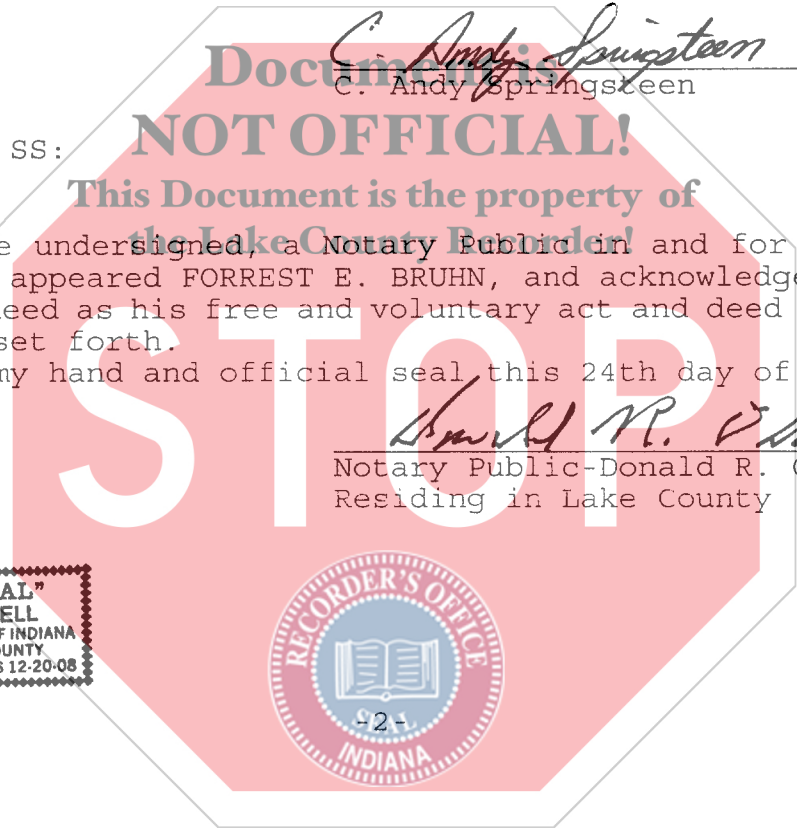 C. Andy Springsteen
Document is
C. Andy Springsteen
NOT OFFICIAL!
SS:
This Document is the property of
the Lake County Recorder!
e undersigned, a Notary Public in and for
appeared FORREST E. BRUHN, and acknowledge
eed as his free and voluntary act and deed
set forth.
my hand and official seal this 24th day of
STOP
Donald R. O
Notary Public-Donald R.
Residing in Lake County
AL"
ELL
F INDIANA
OUNTY
S 12-20-08
RECORDER'S OFFICE
SEAL
-2-
INDIANA